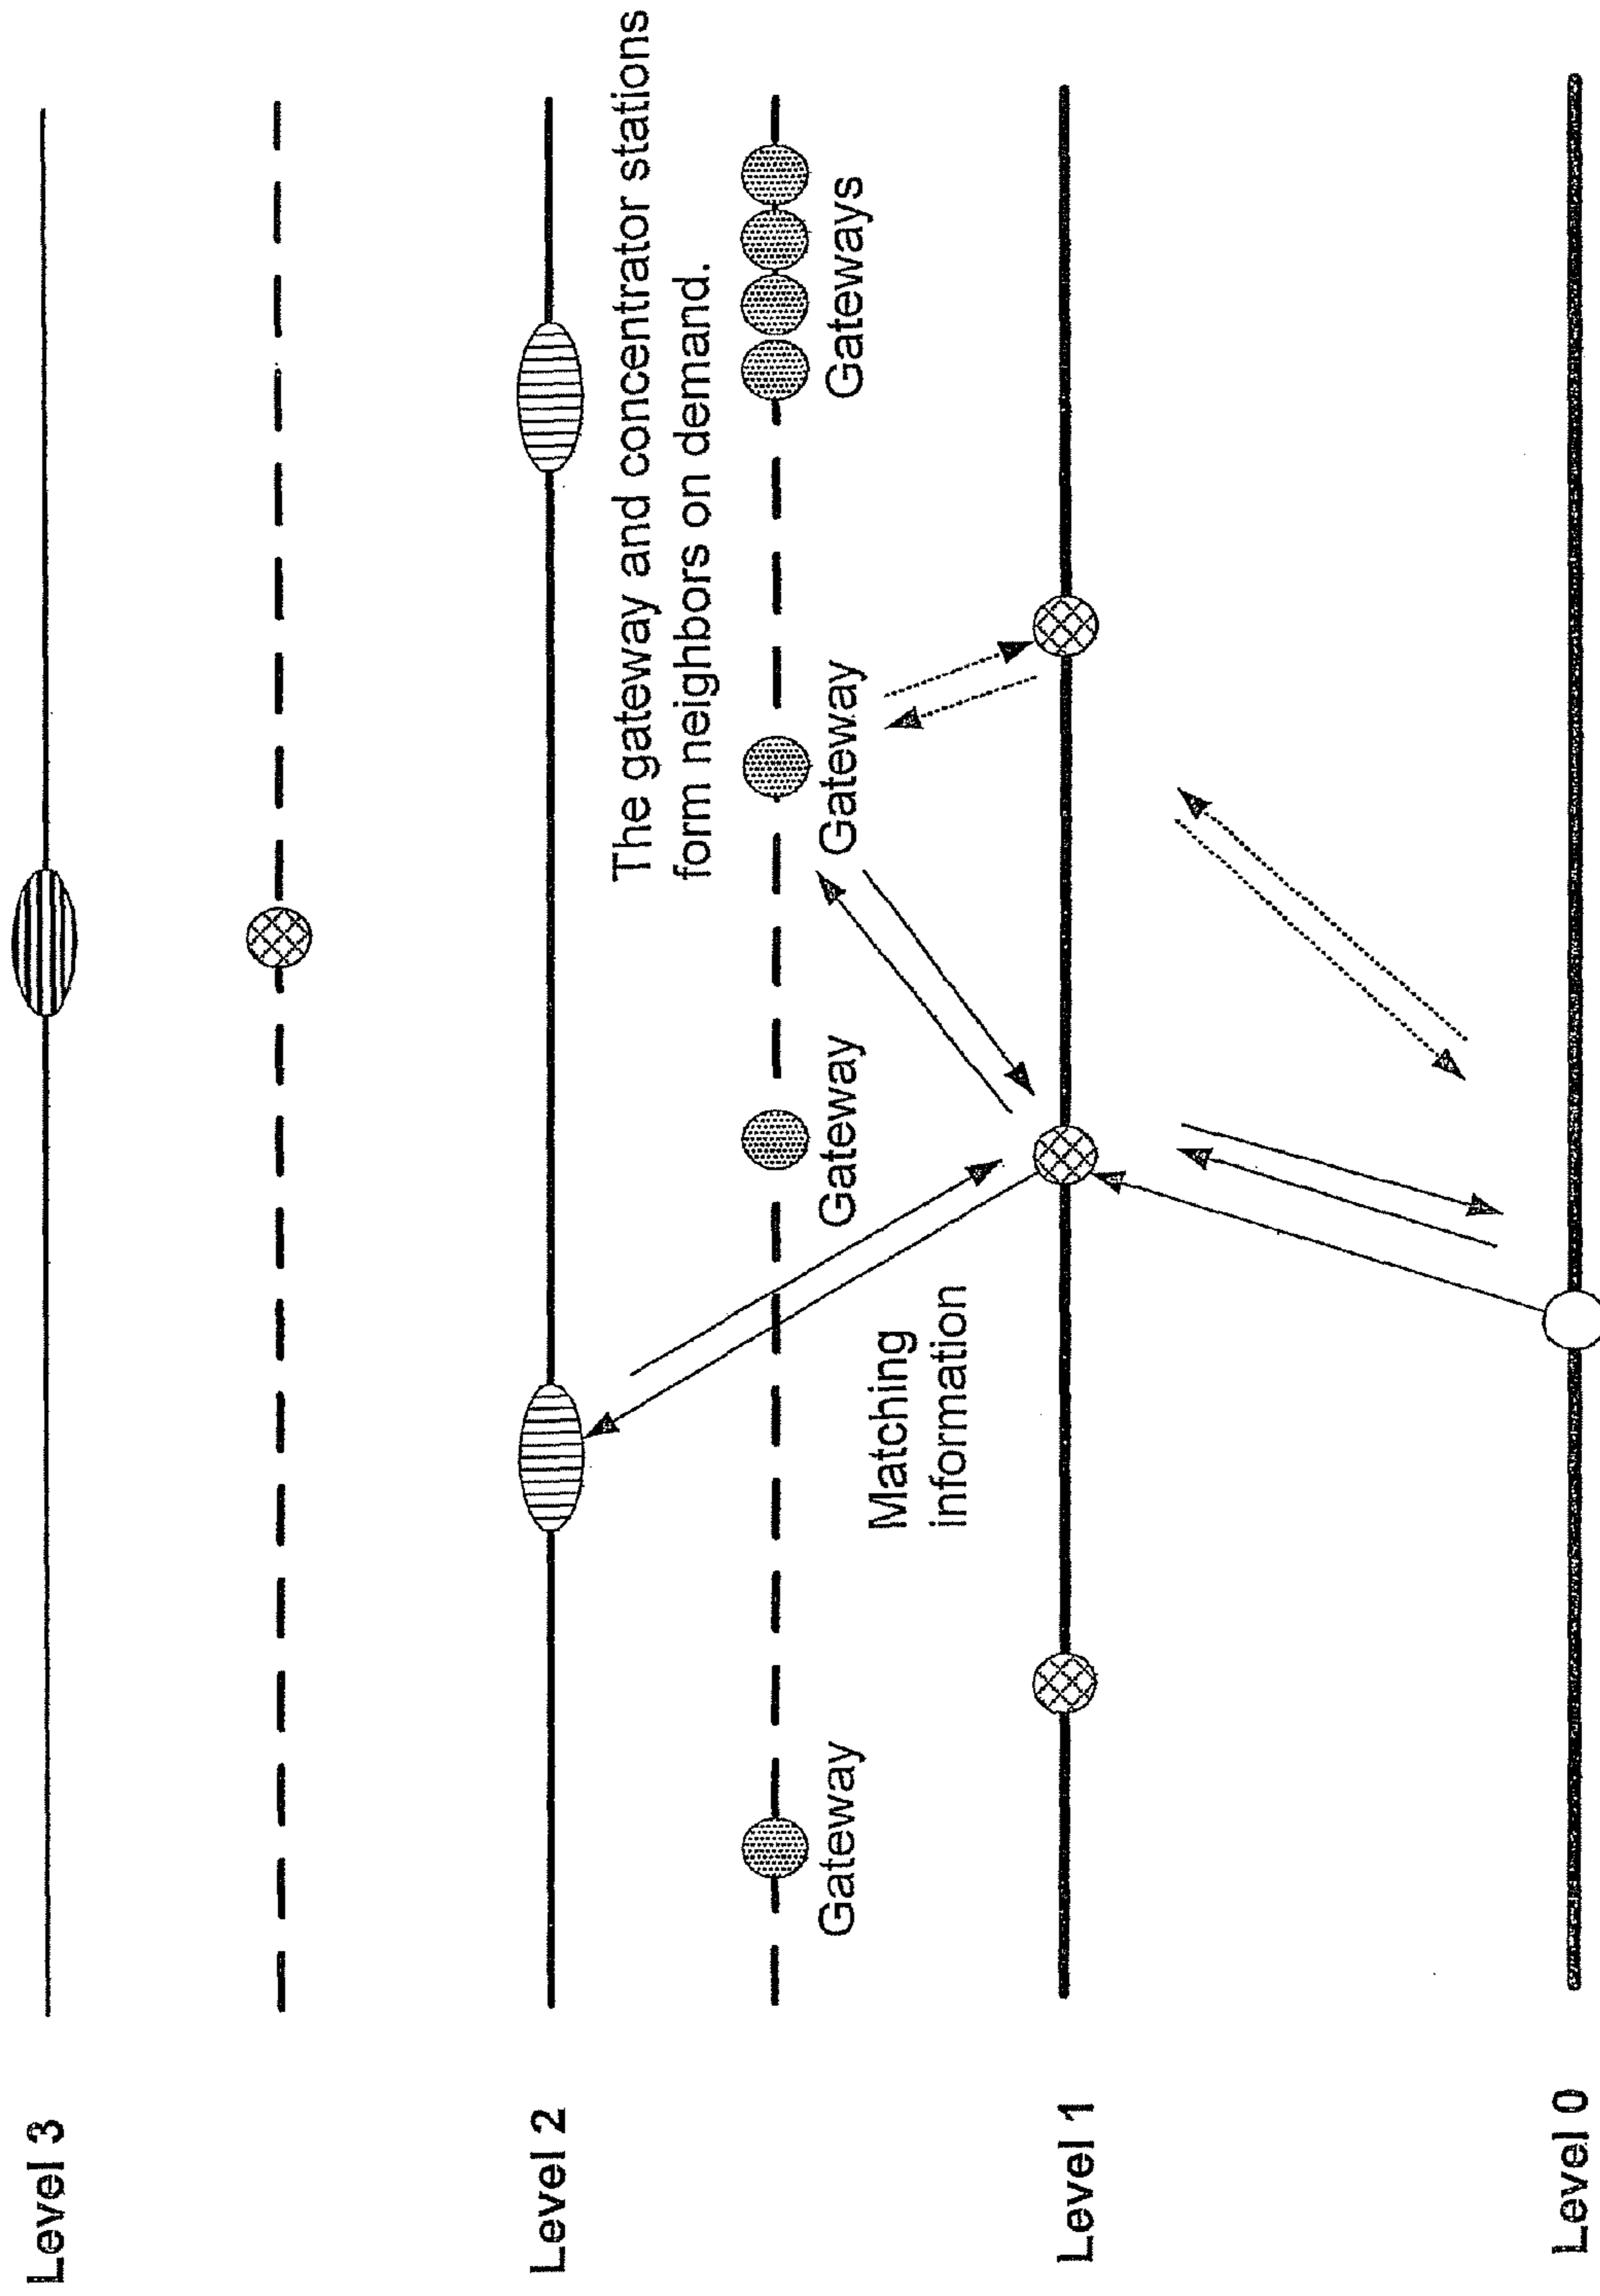 Level 3
Level 2
The gateway and concentrator stations
form neighbors on demand.
Gateway
Gateway
Gateway
Gateways
Matching
information
Level 1
Level 0